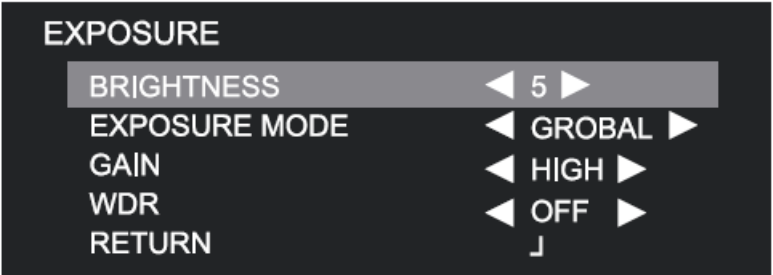 EXPOSURE
BRIGHTNESS ◀ 5 ▶
EXPOSURE MODE ◀ GROBAL ▶
GAIN ◀ HIGH ▶
WDR ◀ OFF ▶
RETURN ┘